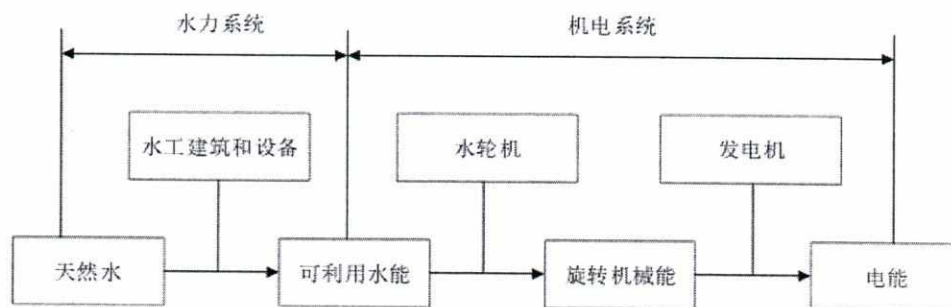 水力系统
机电系统
水工建筑和设备
水轮机
发电机
天然水
可利用水能
旋转机械能
电能